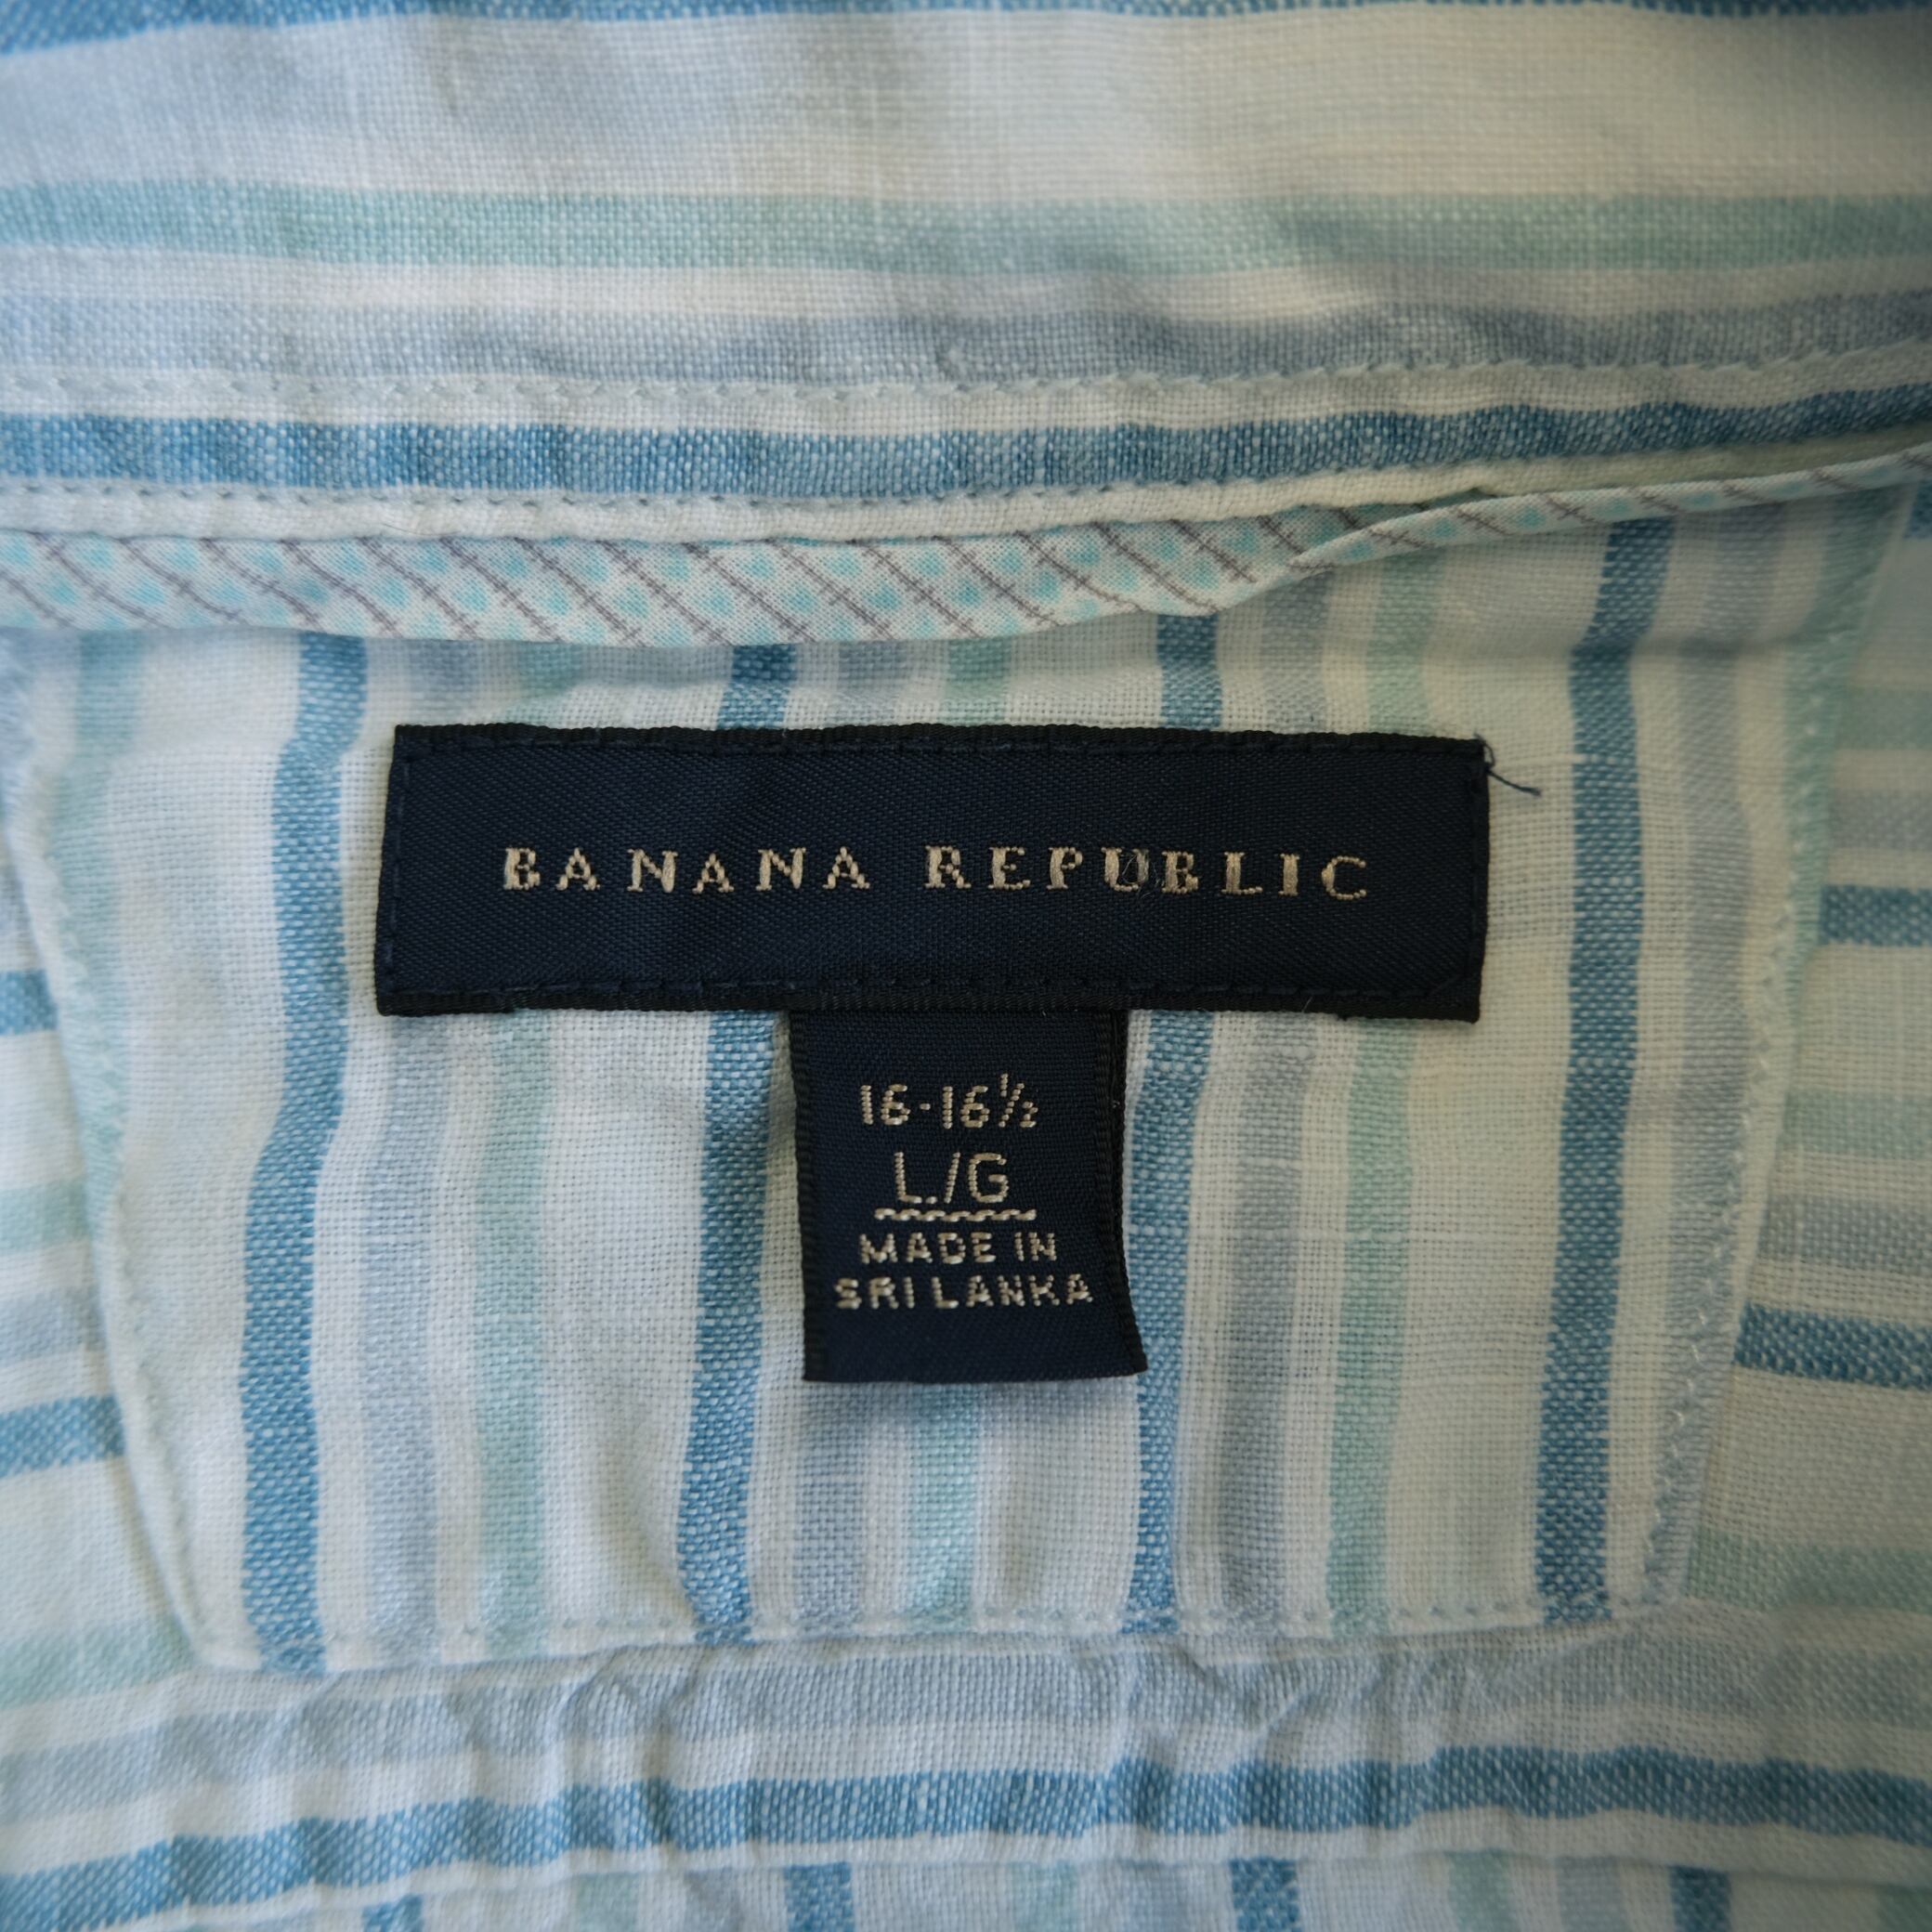 BANANA REPUBLIC
16-16½
L./G
MADE IN
SRI LANKA